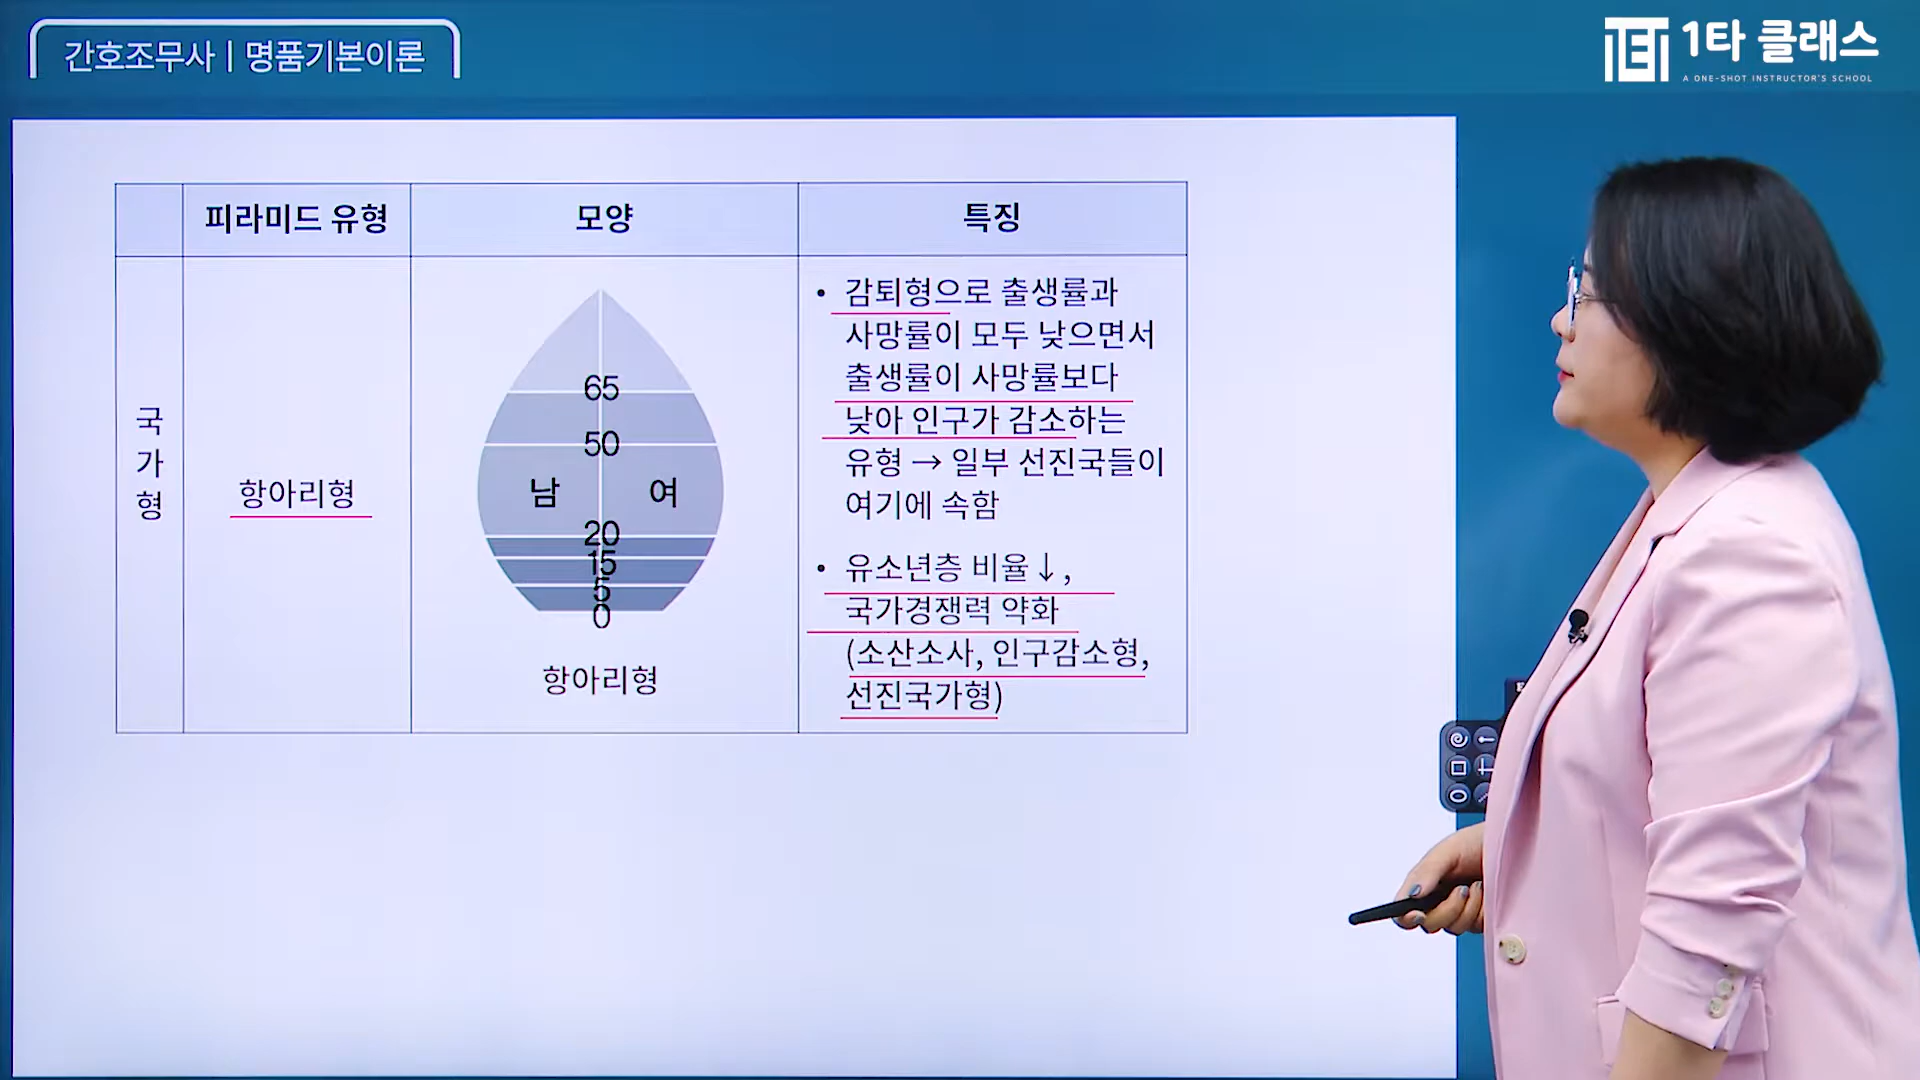 간호조무사 | 명품기본이론
1타 클래스
A ONE-SHOT INSTRUCTOR'S SCHOOL
피라미드 유형
모양
특징
국가형
항아리형
65
50
남 여
20
15
5
0
항아리형
• 감퇴형으로 출생률과
사망률이 모두 낮으면서
출생률이 사망률보다
낮아 인구가 감소하는
유형 → 일부 선진국들이
여기에 속함
• 유소년층 비율↓,
국가경쟁력 약화
(소산소사, 인구감소형,
선진국가형)